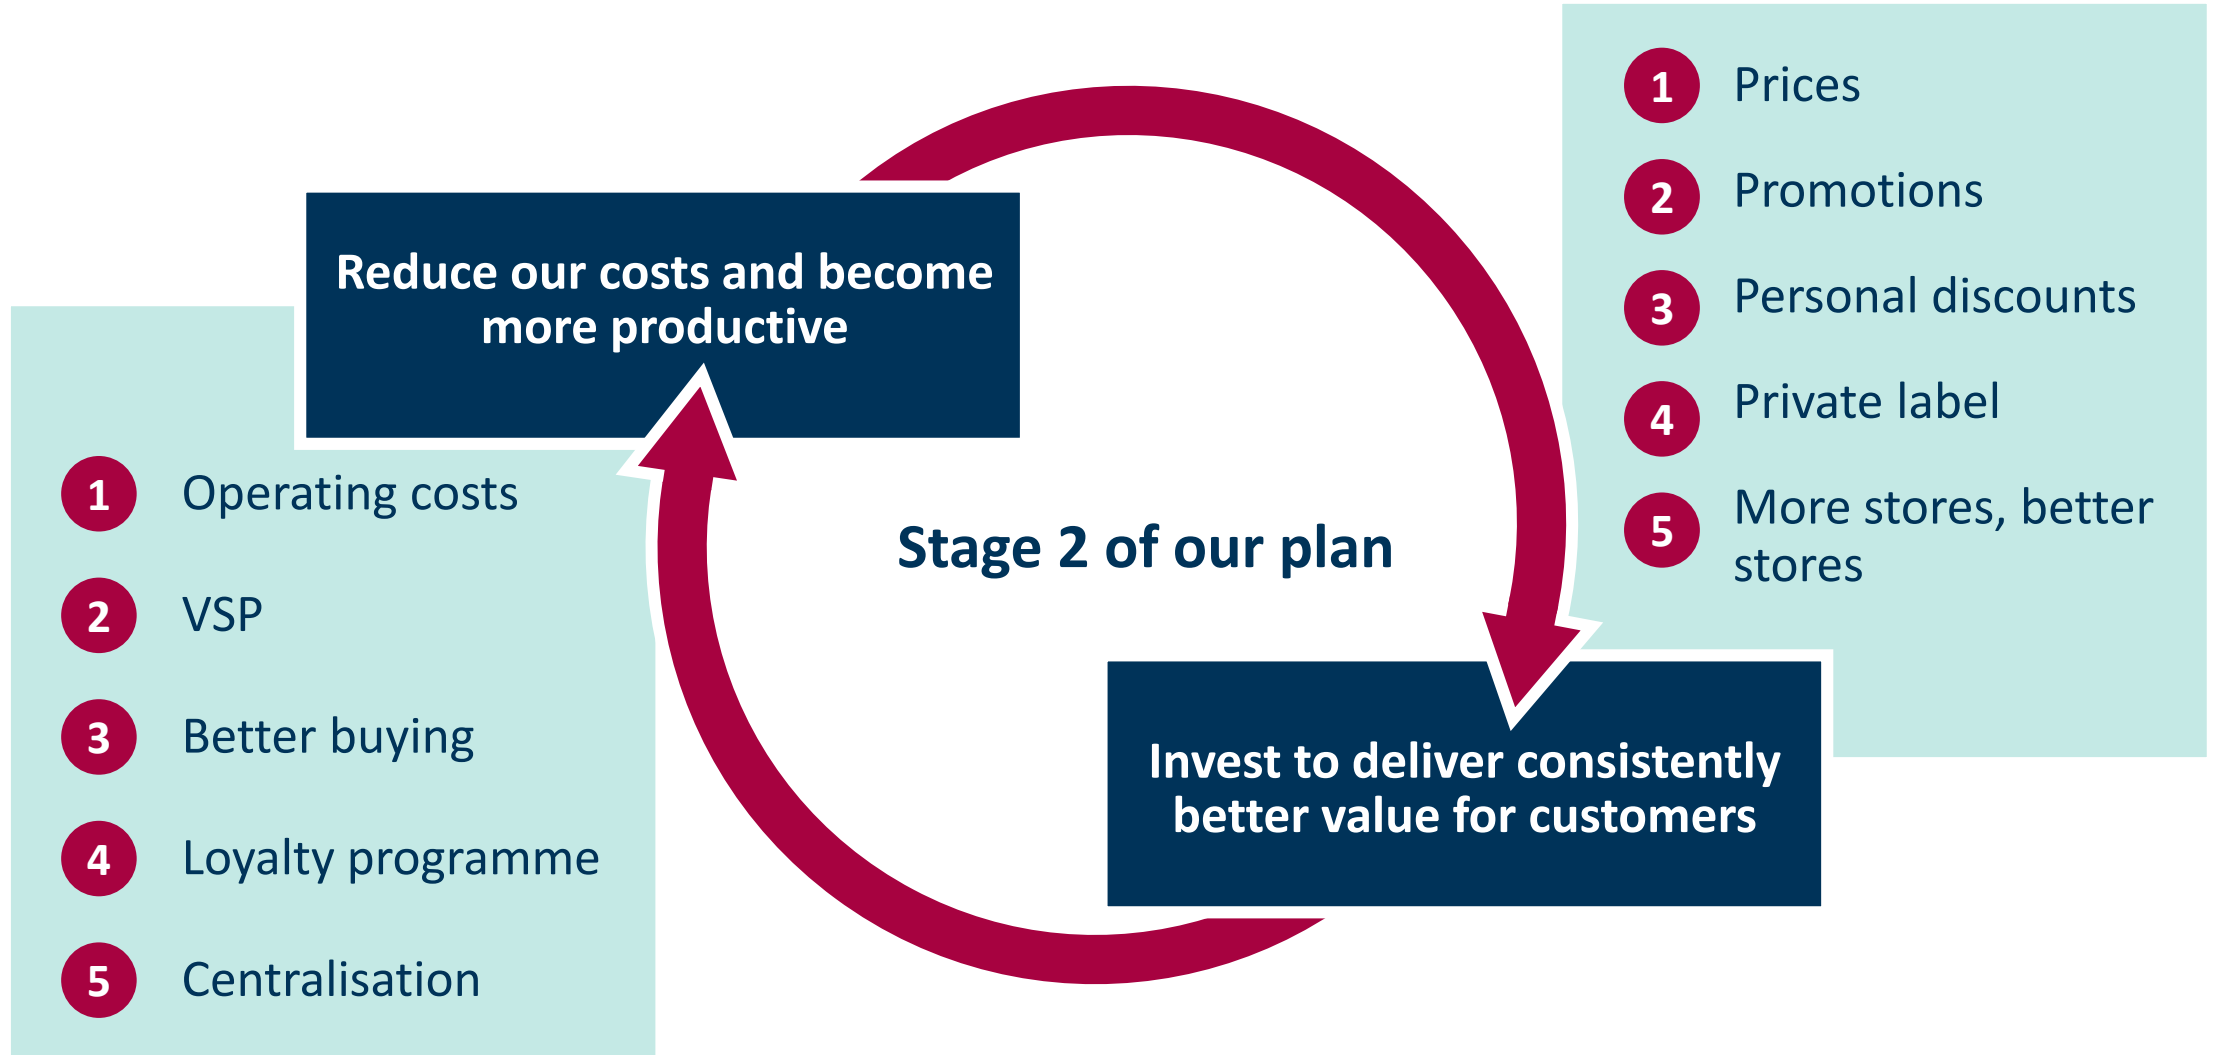 Reduce our costs and become
more productive
1 Operating costs
2 VSP
3 Better buying
4 Loyalty programme
5 Centralisation
Stage 2 of our plan
1 Prices
2 Promotions
3 Personal discounts
4 Private label
5 More stores, better
stores
Invest to deliver consistently
better value for customers